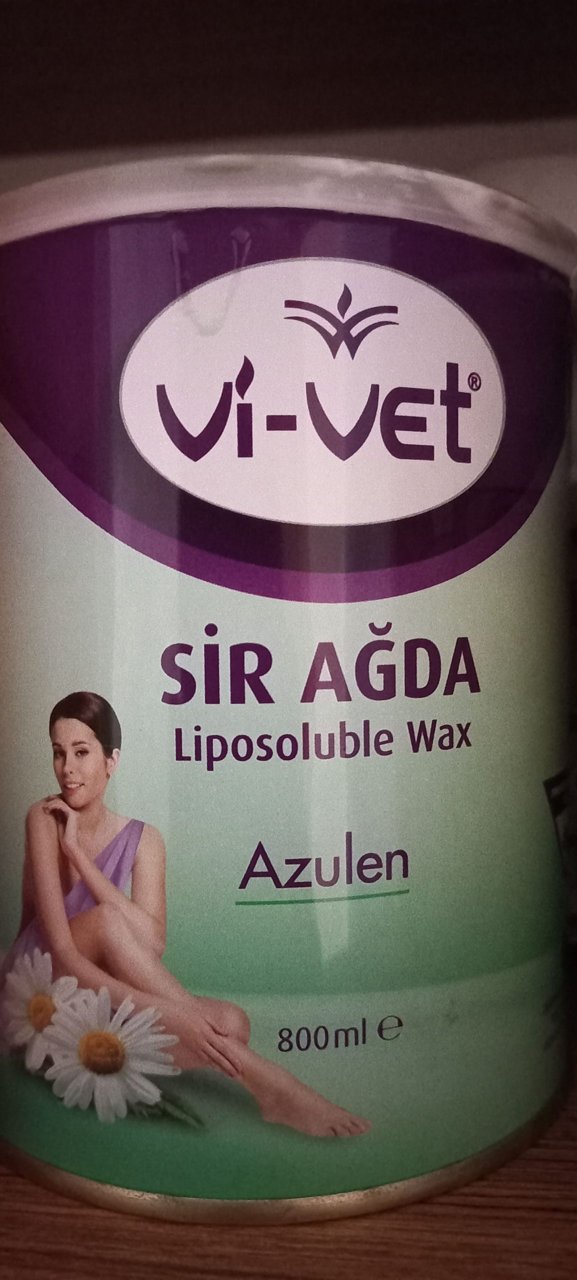 Vi-VEt®
SİR AĞDA
Liposoluble Wax
Azulen
800ml ℮